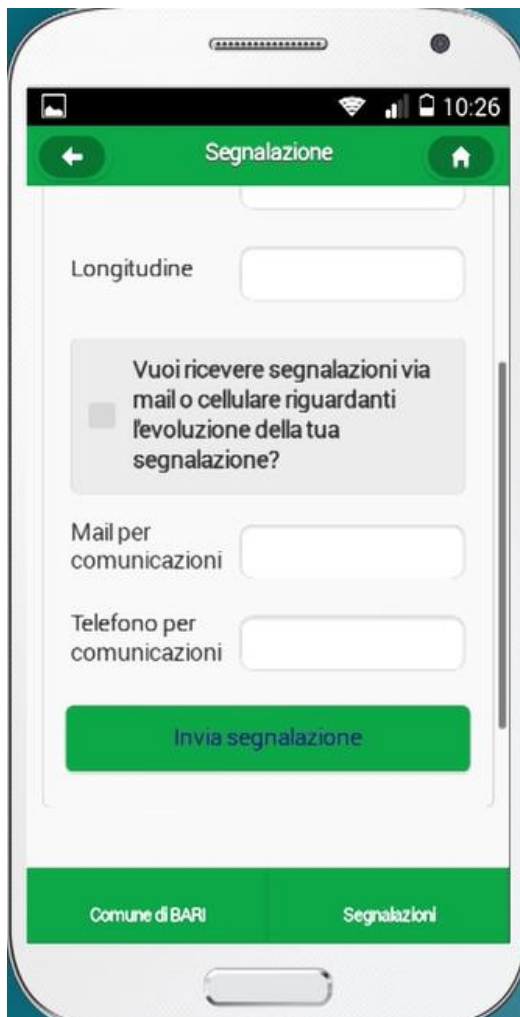 10:26
Segnalazione
Longitudine
Vuoi ricevere segnalazioni via
mail o cellulare riguardanti
l'evoluzione della tua
segnalazione?
Mail per
comunicazioni
Telefono per
comunicazioni
Invia segnalazione
Comune di BARI
Segnalazioni